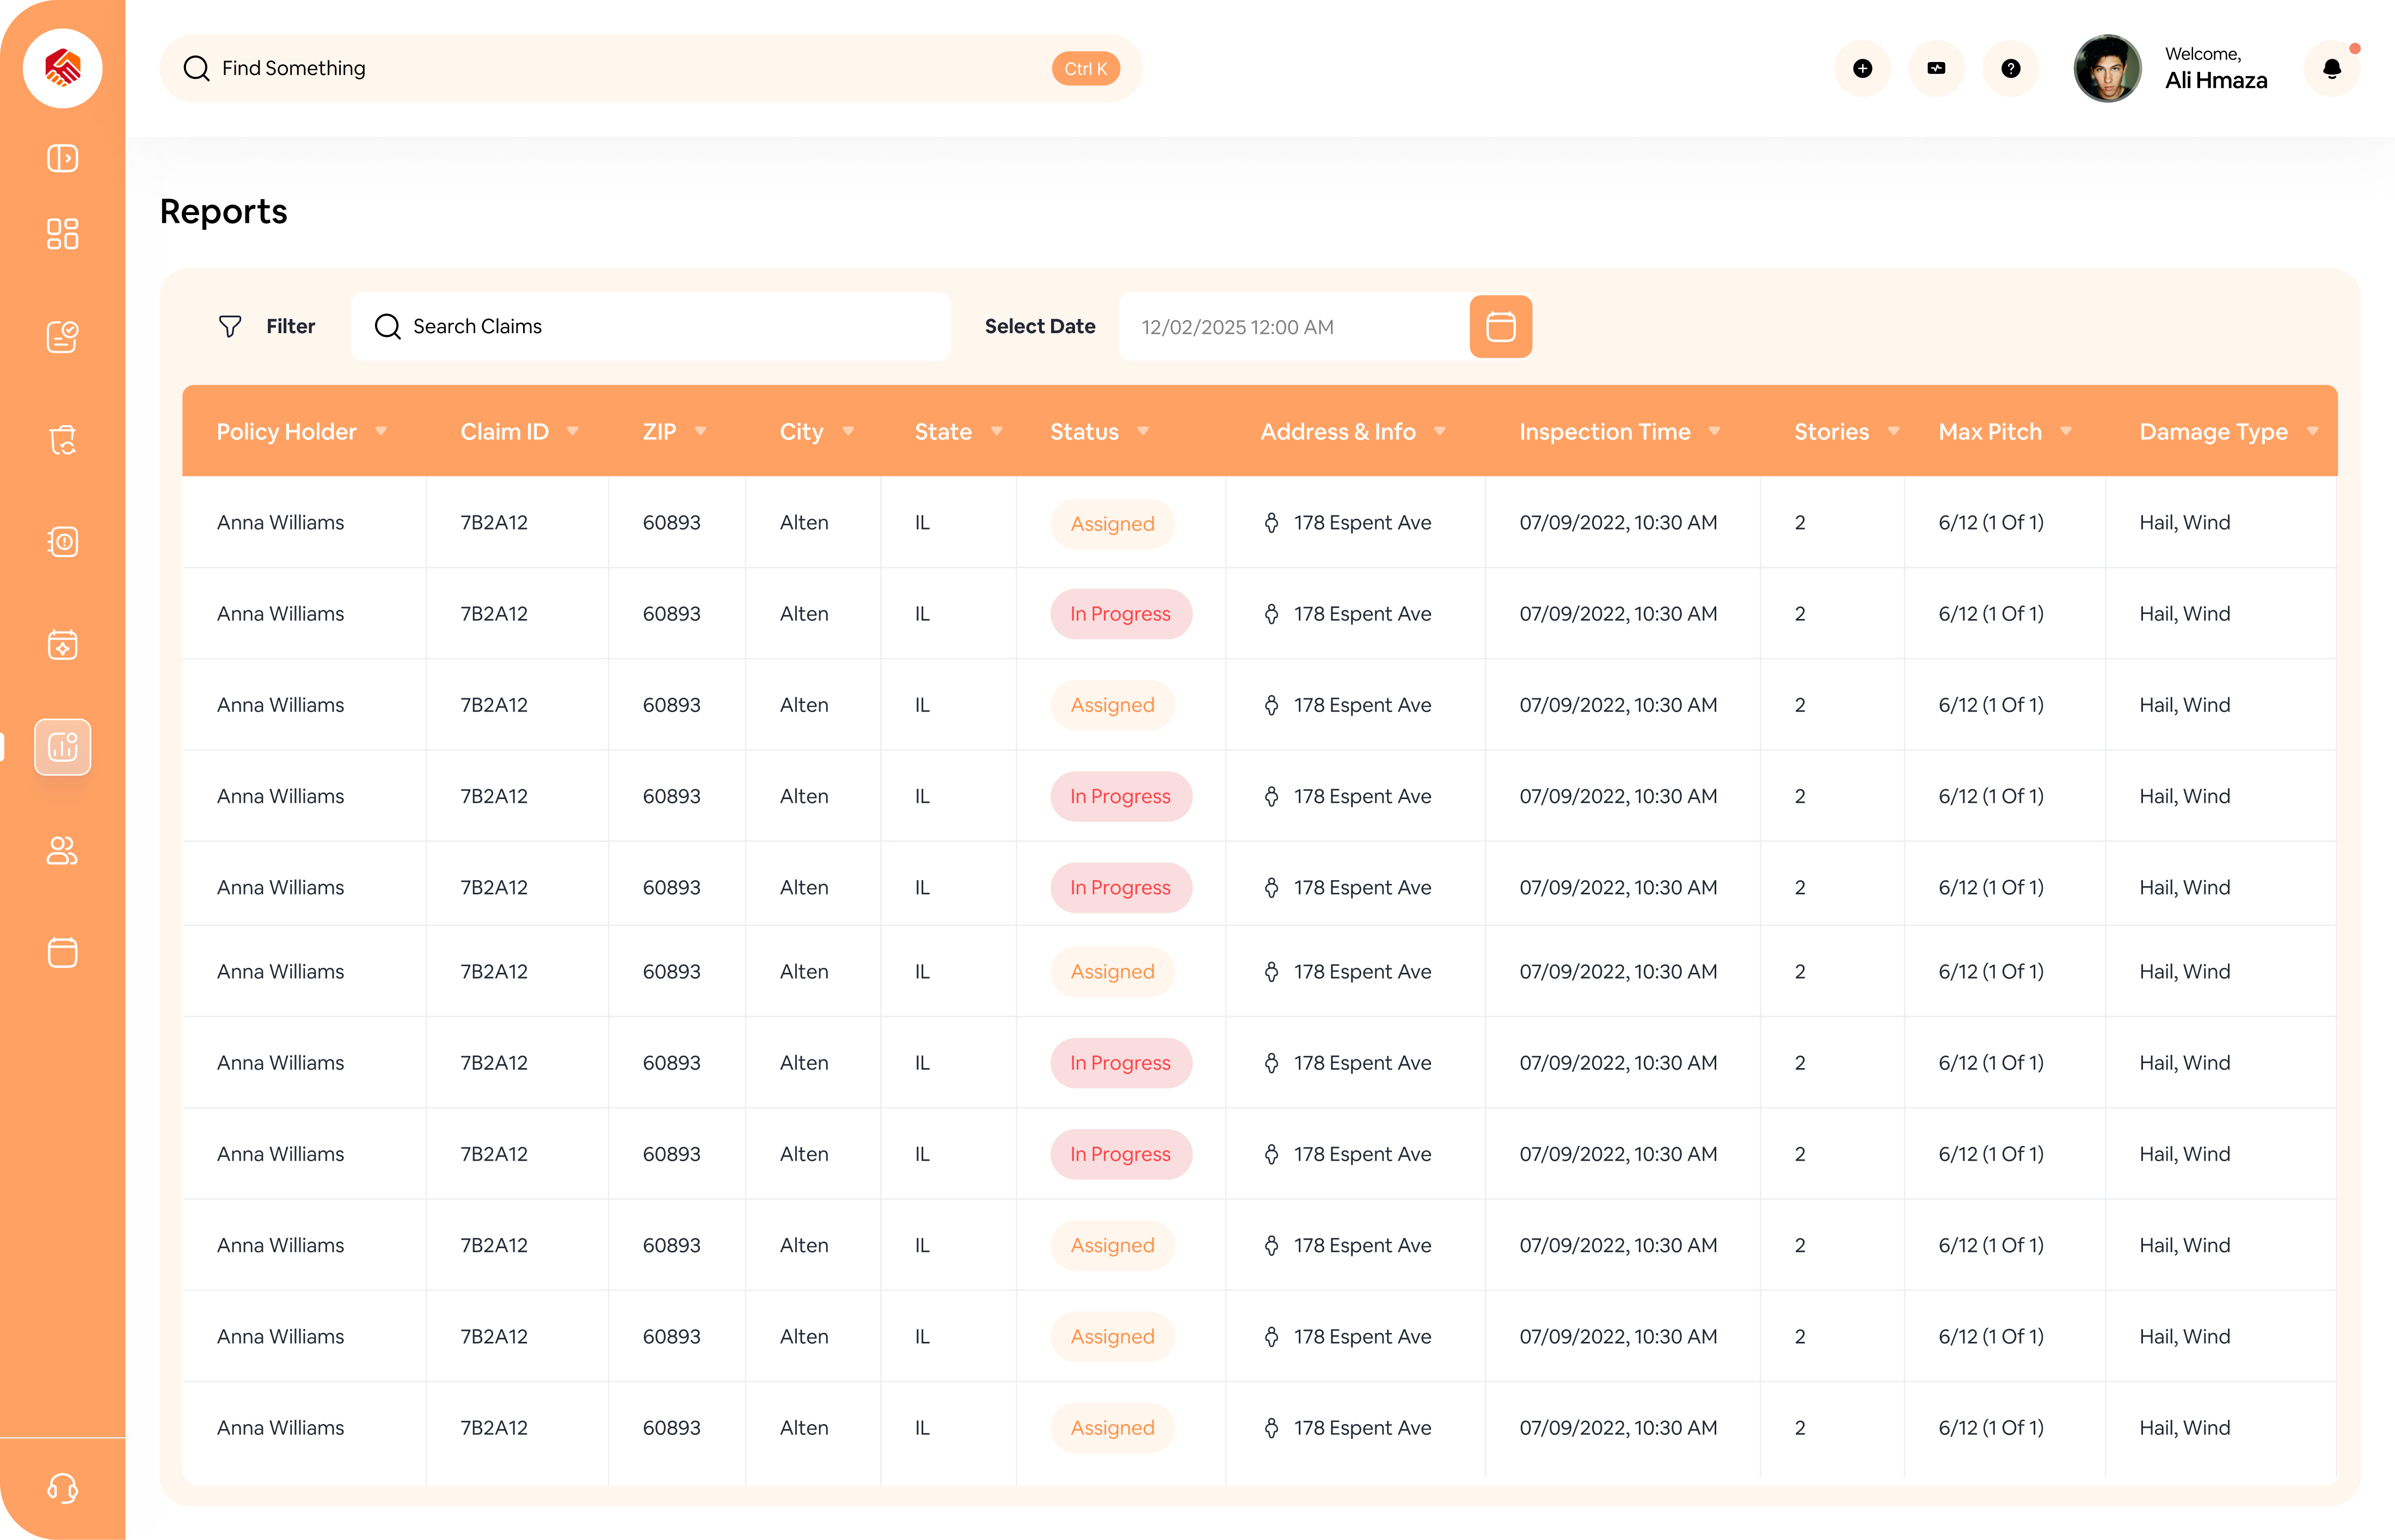 Find Something Ctrl K Welcome,
Ali Hmaza
Reports
Filter Search Claims Select Date 12/02/2025 12:00 AM
Policy Holder Claim ID ZIP City State Status Address & Info Inspection Time Stories Max Pitch Damage Type
Anna Williams 7B2A12 60893 Alten IL Assigned 178 Espent Ave 07/09/2022, 10:30 AM 2 6/12 (1 Of 1) Hail, Wind
Anna Williams 7B2A12 60893 Alten IL In Progress 178 Espent Ave 07/09/2022, 10:30 AM 2 6/12 (1 Of 1) Hail, Wind
Anna Williams 7B2A12 60893 Alten IL Assigned 178 Espent Ave 07/09/2022, 10:30 AM 2 6/12 (1 Of 1) Hail, Wind
Anna Williams 7B2A12 60893 Alten IL In Progress 178 Espent Ave 07/09/2022, 10:30 AM 2 6/12 (1 Of 1) Hail, Wind
Anna Williams 7B2A12 60893 Alten IL In Progress 178 Espent Ave 07/09/2022, 10:30 AM 2 6/12 (1 Of 1) Hail, Wind
Anna Williams 7B2A12 60893 Alten IL Assigned 178 Espent Ave 07/09/2022, 10:30 AM 2 6/12 (1 Of 1) Hail, Wind
Anna Williams 7B2A12 60893 Alten IL In Progress 178 Espent Ave 07/09/2022, 10:30 AM 2 6/12 (1 Of 1) Hail, Wind
Anna Williams 7B2A12 60893 Alten IL In Progress 178 Espent Ave 07/09/2022, 10:30 AM 2 6/12 (1 Of 1) Hail, Wind
Anna Williams 7B2A12 60893 Alten IL Assigned 178 Espent Ave 07/09/2022, 10:30 AM 2 6/12 (1 Of 1) Hail, Wind
Anna Williams 7B2A12 60893 Alten IL Assigned 178 Espent Ave 07/09/2022, 10:30 AM 2 6/12 (1 Of 1) Hail, Wind
Anna Williams 7B2A12 60893 Alten IL Assigned 178 Espent Ave 07/09/2022, 10:30 AM 2 6/12 (1 Of 1) Hail, Wind